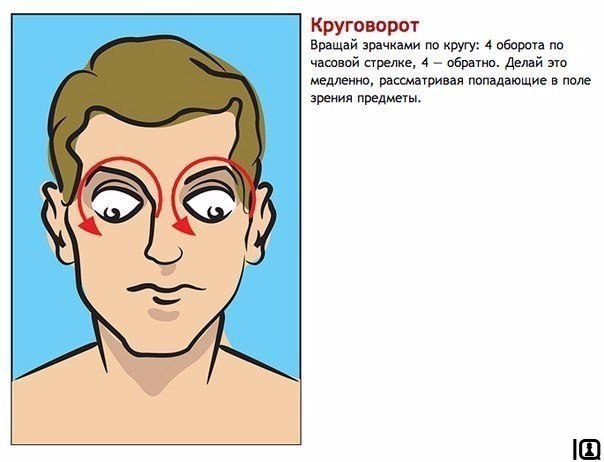 Круговорот
Вращай зрачками по кругу: 4 оборота по
часовой стрелке, 4 — обратно. Делай это
медленно, рассматривая попадающие в поле
зрения предметы.